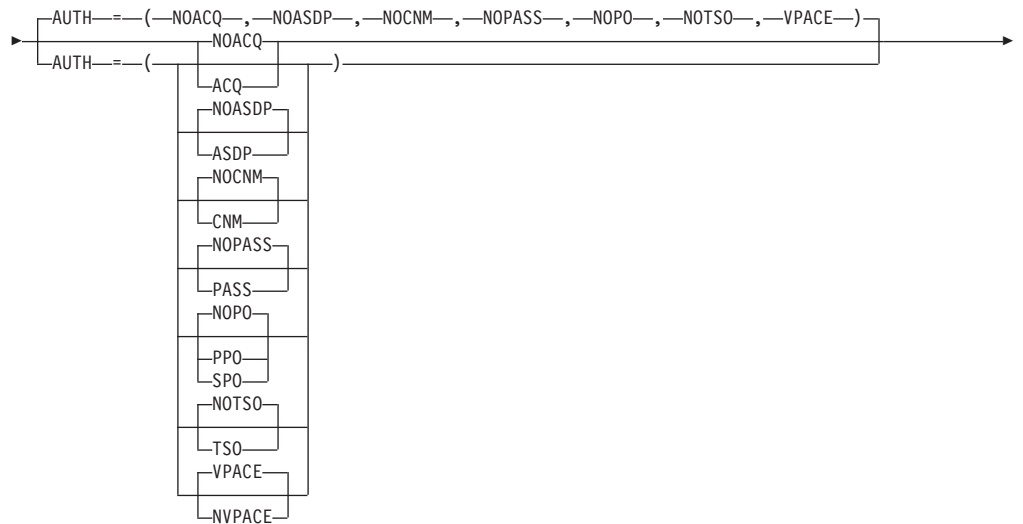 AUTH = ( NOACQ , NOASDP , NOCNM , NOPASS , NOPO , NOTSO , VPACE )
NOACQ
AUTH = ( )
ACQ
NOASDP
ASDP
NOCNM
CNM
NOPASS
PASS
NOPO
PPO
SPO
NOTSO
TSO
VPACE
NVPACE